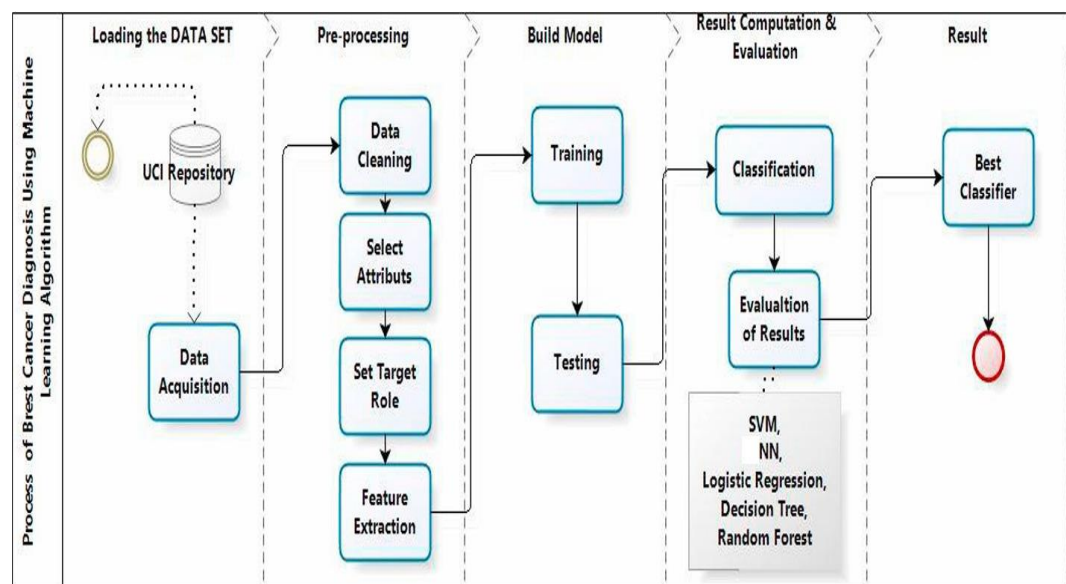 Process of Brest Cancer Diagnosis Using Machine
Learning Algorithm
Loading the DATA SET
UCI Repository
Data
Acquisition
Pre-processing
Data
Cleaning
Select
Attributs
Set Target
Role
Feature
Extraction
Build Model
Training
Testing
Result Computation &
Evaluation
Classification
Evaluation
of Results
SVM,
NN,
Logistic Regression,
Decision Tree,
Random Forest
Result
Best
Classifier